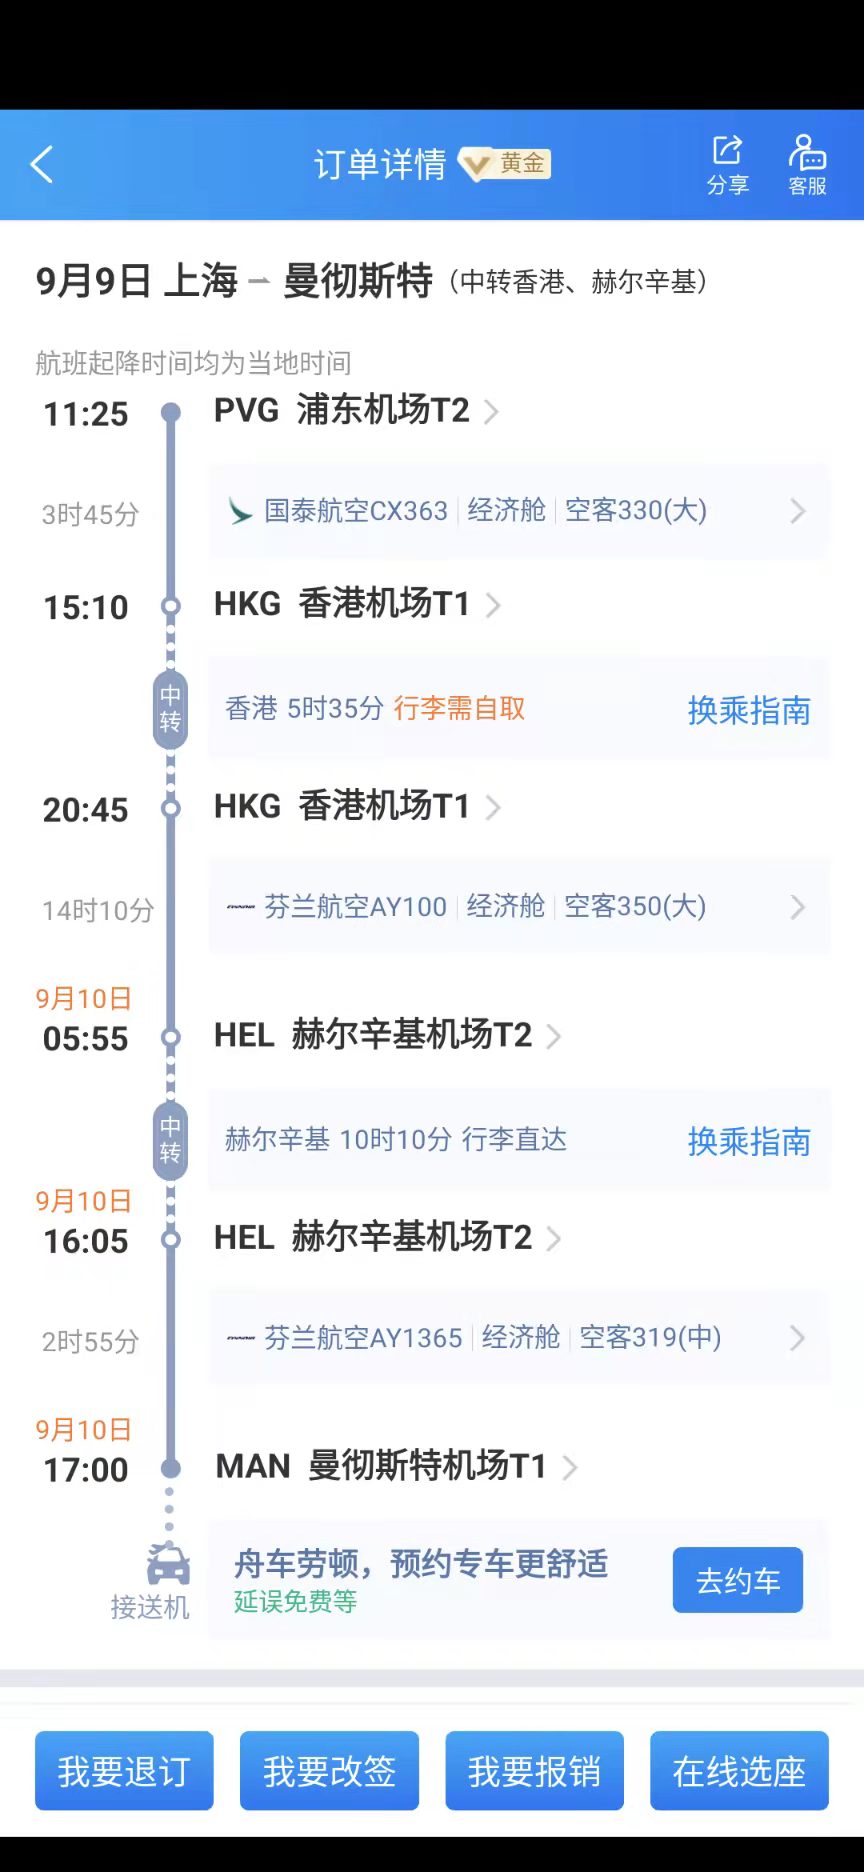 订单详情 黄金
分享 客服
9月9日 上海 曼彻斯特（中转香港、赫尔辛基）
航班起降时间均为当地时间
11:25 PVG 浦东机场T2
3时45分 国泰航空CX363 经济舱 空客330(大)
15:10 HKG 香港机场T1
中转 香港 5时35分 行李需自取 换乘指南
20:45 HKG 香港机场T1
14时10分 芬兰航空AY100 经济舱 空客350(大)
9月10日
05:55 HEL 赫尔辛基机场T2
中转 赫尔辛基 10时10分 行李直达 换乘指南
9月10日
16:05 HEL 赫尔辛基机场T2
2时55分 芬兰航空AY1365 经济舱 空客319(中)
9月10日
17:00 MAN 曼彻斯特机场T1
舟车劳顿，预约专车更舒适
延误免费等
去约车
接送机
我要退订 我要改签 我要报销 在线选座